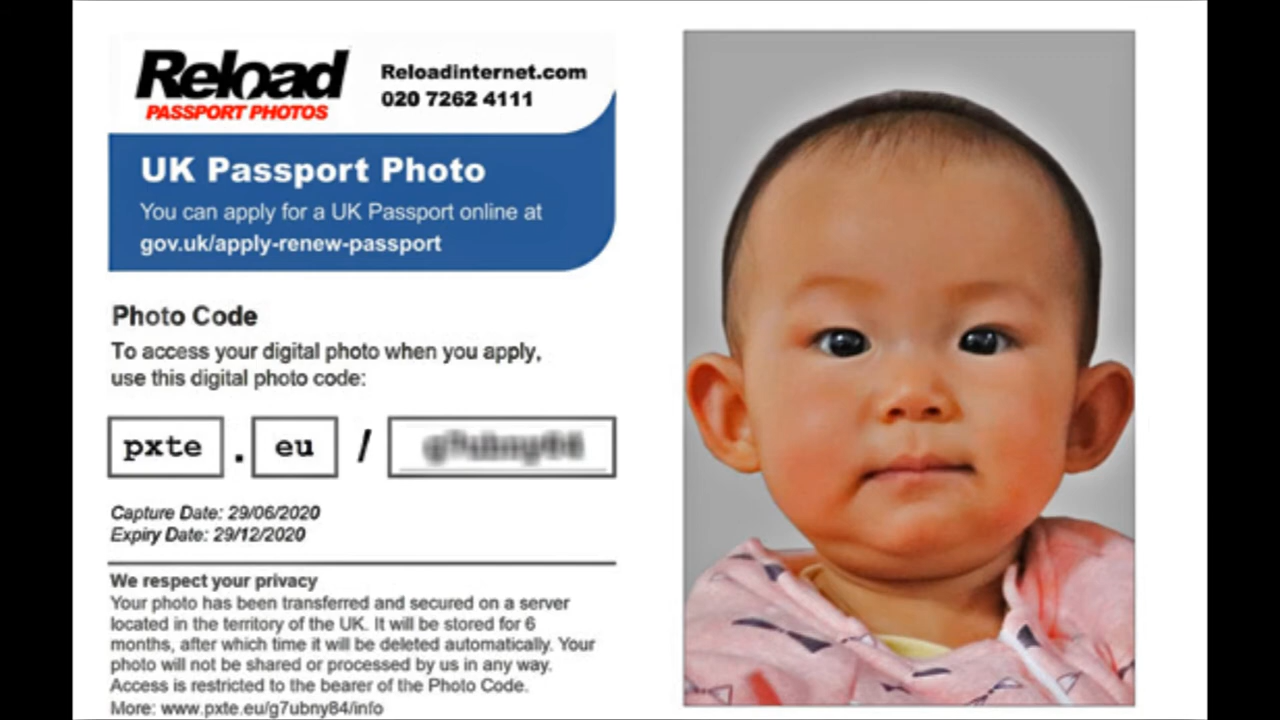 Reload
PASSPORT PHOTOS
Reloadinternet.com
020 7262 4111
UK Passport Photo
You can apply for a UK Passport online at
gov.uk/apply-renew-passport
Photo Code
To access your digital photo when you apply,
use this digital photo code:
pxte . eu /
Capture Date: 29/06/2020
Expiry Date: 29/12/2020
We respect your privacy
Your photo has been transferred and secured on a server
located in the territory of the UK. It will be stored for 6
months, after which time it will be deleted automatically. Your
photo will not be shared or processed by us in any way.
Access is restricted to the bearer of the Photo Code.
More: www.pxte.eu/g7ubny84/info